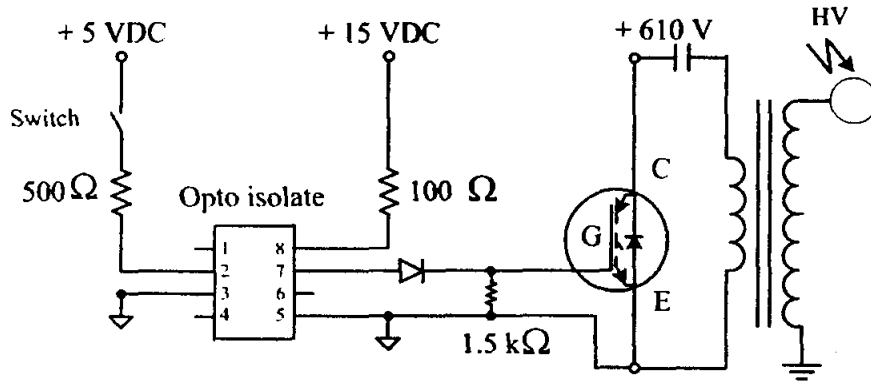 + 5 VDC
+ 15 VDC
+ 610 V
HV
Switch
500 Ω
Opto isolate
100 Ω
C
G
E
1 8
2 7
3 6
4 5
1.5 kΩ